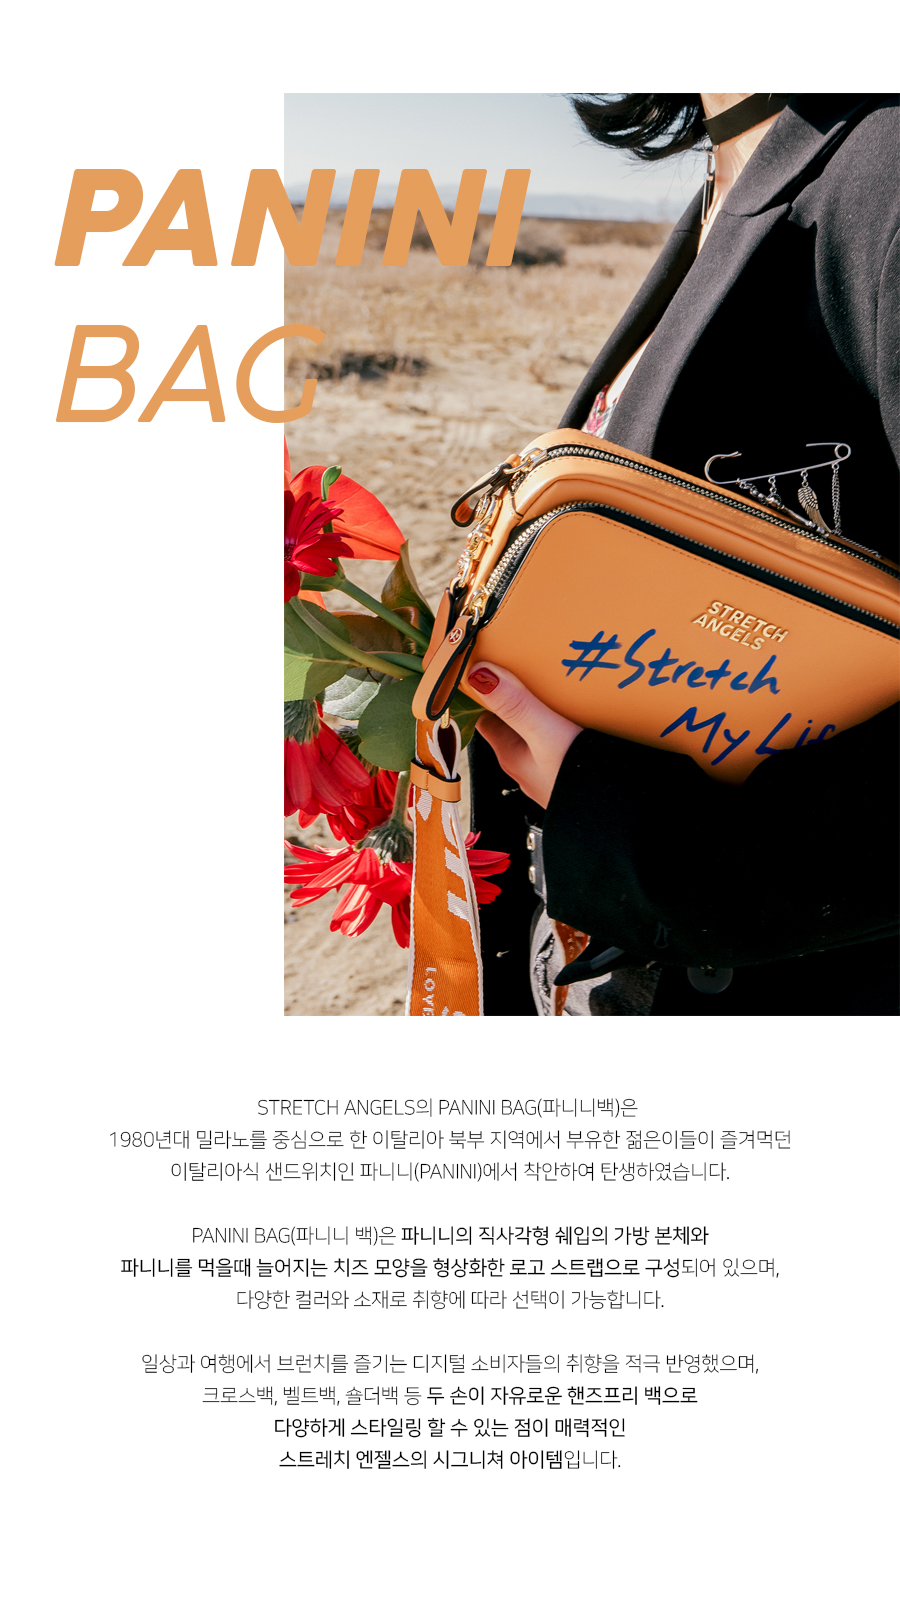 PANINI
BAG
STRETCH
ANGELS
#Stretch
My
LOVE
STRETCH ANGELS의 PANINI BAG(파니니백)은
1980년대 밀라노를 중심으로 한 이탈리아 북부 지역에서 부유한 젊은이들이 즐겨먹던
이탈리아식 샌드위치인 파니니(PANINI)에서 착안하여 탄생하였습니다.
PANINI BAG(파니니 백)은 파니니의 직사각형 쉐입의 가방 본체와
파니니를 먹을때 늘어지는 치즈 모양을 형상화한 로고 스트랩으로 구성되어 있으며,
다양한 컬러와 소재로 취향에 따라 선택이 가능합니다.
일상과 여행에서 브런치를 즐기는 디지털 소비자들의 취향을 적극 반영했으며,
크로스백, 벨트백, 숄더백 등 두 손이 자유로운 핸즈프리 백으로
다양하게 스타일링 할 수 있는 점이 매력적인
스트레치 엔젤스의 시그니쳐 아이템입니다.